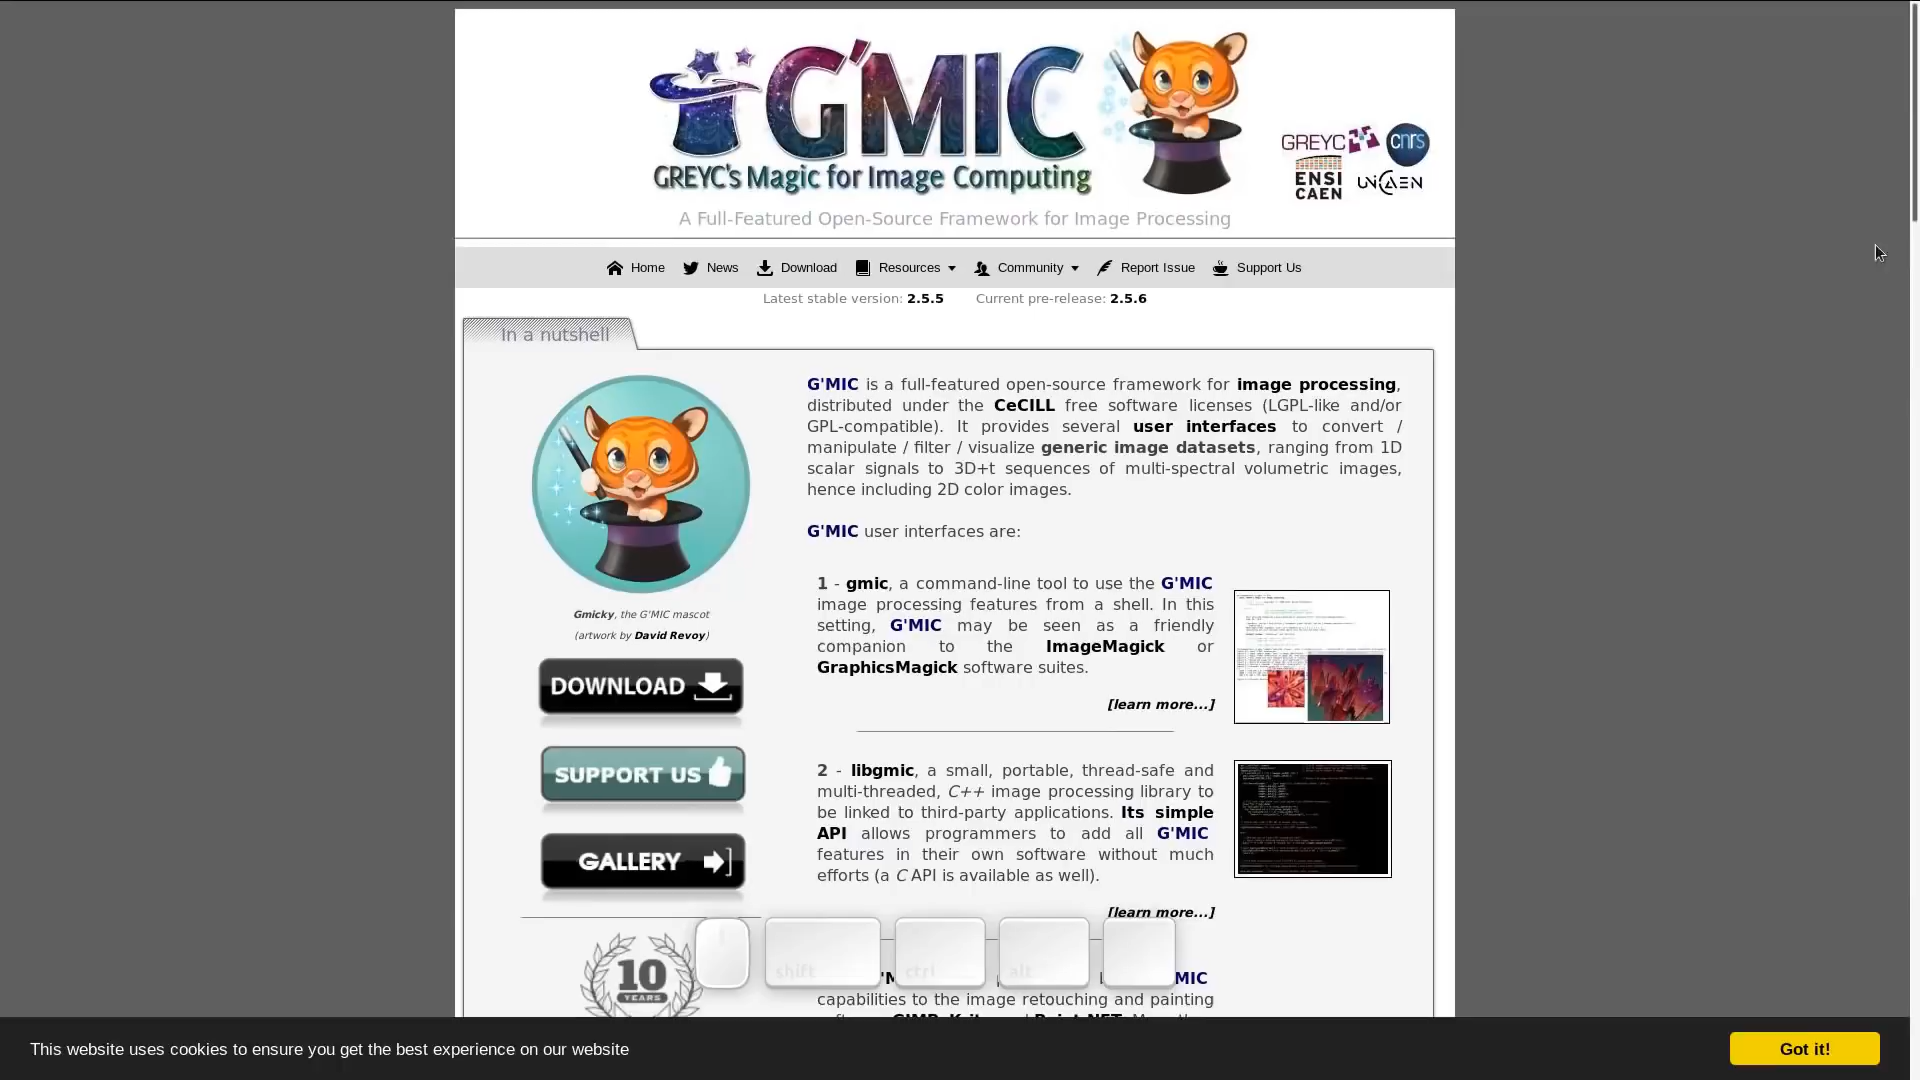 G'MIC
GREYC's Magic for Image Computing
GREYC cnrs
ENSI
CAEN
UNICAEN
A Full-Featured Open-Source Framework for Image Processing
Home News Download Resources Community Report Issue Support Us
Latest stable version: 2.5.5 Current pre-release: 2.5.6
In a nutshell
G'MIC is a full-featured open-source framework for image processing,
distributed under the CeCILL free software licenses (LGPL-like and/or
GPL-compatible). It provides several user interfaces to convert /
manipulate / filter / visualize generic image datasets, ranging from 1D
scalar signals to 3D+t sequences of multi-spectral volumetric images,
hence including 2D color images.
G'MIC user interfaces are:
1 - gmic, a command-line tool to use the G'MIC
image processing features from a shell. In this
setting, G'MIC may be seen as a friendly
companion to the ImageMagick or
GraphicsMagick software suites.
[learn more...]
2 - libgmic, a small, portable, thread-safe and
multi-threaded, C++ image processing library to
be linked to third-party applications. Its simple
API allows programmers to add all G'MIC
features in their own software without much
efforts (a C API is available as well).
[learn more...]
Gmicky, the G'MIC mascot
(artwork by David Revoy)
DOWNLOAD
SUPPORT US
GALLERY
10
YEARS
shift ctrl alt
MIC
capabilities to the image retouching and painting
This website uses cookies to ensure you get the best experience on our website
Got it!